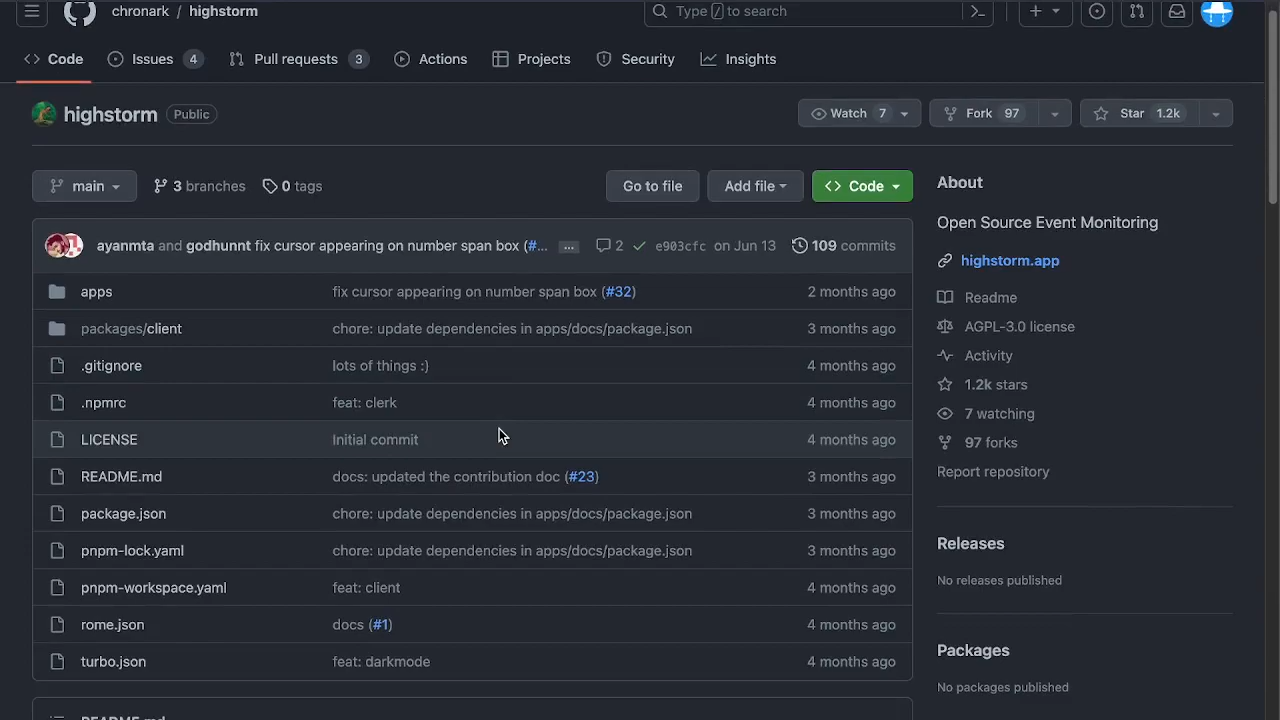 chronark / highstorm
Type / to search
Code
Issues 4
Pull requests 3
Actions
Projects
Security
Insights
highstorm Public
Watch 7
Fork 97
Star 1.2k
main
3 branches
0 tags
Go to file
Add file
Code
ayanmta and godhunnt fix cursor appearing on number span box (#... ... 2 e903cfc on Jun 13 109 commits
apps fix cursor appearing on number span box (#32) 2 months ago
packages/client chore: update dependencies in apps/docs/package.json 3 months ago
.gitignore lots of things :) 4 months ago
.npmrc feat: clerk 4 months ago
LICENSE Initial commit 4 months ago
README.md docs: updated the contribution doc (#23) 3 months ago
package.json chore: update dependencies in apps/docs/package.json 3 months ago
pnpm-lock.yaml chore: update dependencies in apps/docs/package.json 3 months ago
pnpm-workspace.yaml feat: client 4 months ago
rome.json docs (#1) 4 months ago
turbo.json feat: darkmode 4 months ago
README.md
About
Open Source Event Monitoring
highstorm.app
Readme
AGPL-3.0 license
Activity
1.2k stars
7 watching
97 forks
Report repository
Releases
No releases published
Packages
No packages published